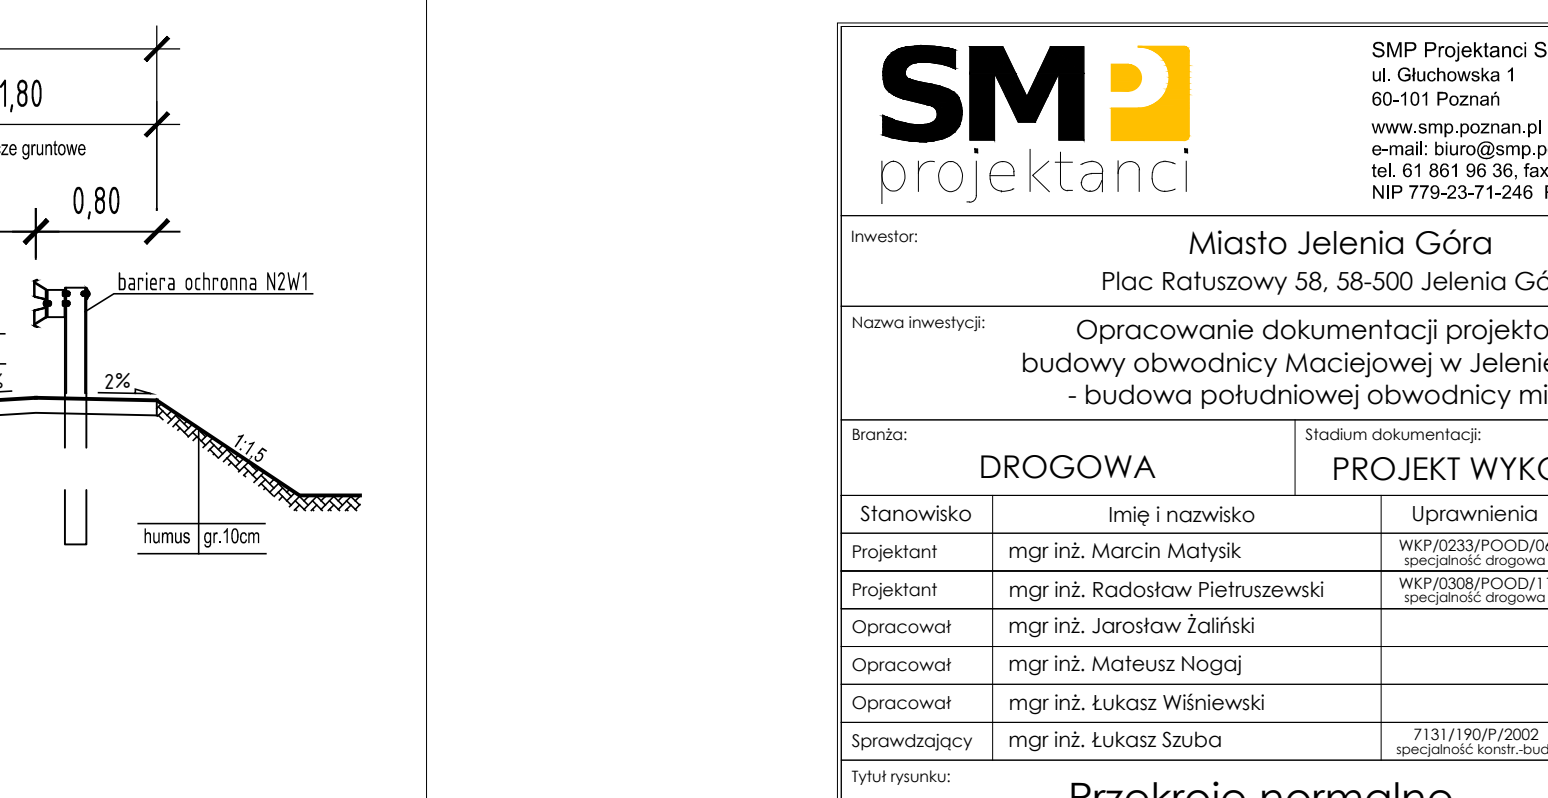 1,80
gruntowe
0,80
bariera ochronna N2W1
2%
1:1,5
humus gr.10cm
SMP
projektanci
SMP Projektanci S
ul. Głuchowska 1
60-101 Poznań
www.smp.poznan.pl
e-mail: biuro@smp.p
tel. 61 861 96 36, fax
NIP 779-23-71-246
Inwestor:
Miasto Jelenia Góra
Plac Ratuszowy 58, 58-500 Jelenia Gó
Nazwa inwestycji:
Opracowanie dokumentacji projekto
budowy obwodnicy Maciejowej w Jeleni
- budowa południowej obwodnicy mi
Branża:
DROGOWA
Stadium dokumentacji:
PROJEKT WYKO
Stanowisko Imię i nazwisko Uprawnienia
Projektant mgr inż. Marcin Matysik WKP/0233/POOD/06
specjalność drogowa
Projektant mgr inż. Radosław Pietruszewski WKP/0308/POOD/11
specjalność drogowa
Opracował mgr inż. Jarosław Żaliński
Opracował mgr inż. Mateusz Nogaj
Opracował mgr inż. Łukasz Wiśniewski
Sprawdzający mgr inż. Łukasz Szuba 7131/190/P/2002
specjalność konstr.-bud
Tytuł rysunku:
Przekroje normalne